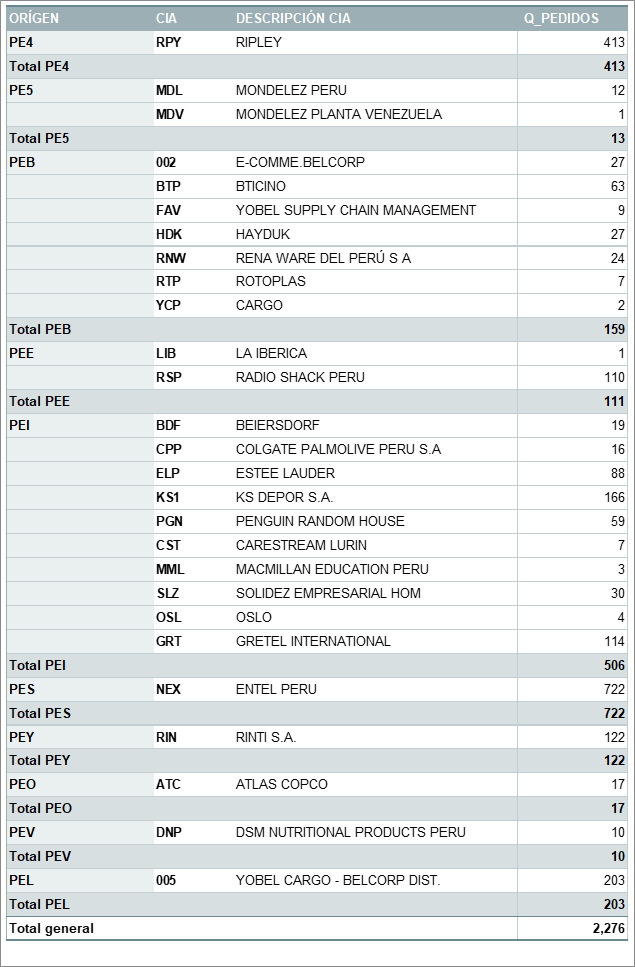 ORÍGEN CIA DESCRIPCIÓN CIA Q_PEDIDOS
PE4 RPY RIPLEY 413
Total PE4 413
PE5 MDL MONDELEZ PERU 12
MDV MONDELEZ PLANTA VENEZUELA 1
Total PE5 13
PEB 002 E-COMME.BELCORP 27
BTP BTICINO 63
FAV YOBEL SUPPLY CHAIN MANAGEMENT 9
HDK HAYDUK 27
RNW RENA WARE DEL PERÚ S A 24
RTP ROTOPLAS 7
YCP CARGO 2
Total PEB 159
PEE LIB LA IBERICA 1
RSP RADIO SHACK PERU 110
Total PEE 111
PEI BDF BEIERSDORF 19
CPP COLGATE PALMOLIVE PERU S.A 16
ELP ESTEE LAUDER 88
KS1 KS DEPOR S.A. 166
PGN PENGUIN RANDOM HOUSE 59
CST CARESTREAM LURIN 7
MML MACMILLAN EDUCATION PERU 3
SLZ SOLIDEZ EMPRESARIAL HOM 30
OSL OSLO 4
GRT GRETEL INTERNATIONAL 114
Total PEI 506
PES NEX ENTEL PERU 722
Total PES 722
PEY RIN RINTI S.A. 122
Total PEY 122
PEO ATC ATLAS COPCO 17
Total PEO 17
PEV DNP DSM NUTRITIONAL PRODUCTS PERU 10
Total PEV 10
PEL 005 YOBEL CARGO - BELCORP DIST. 203
Total PEL 203
Total general 2,276